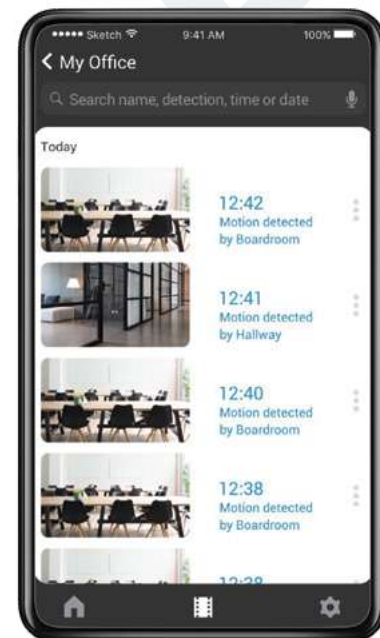 Sketch 9:41 AM 100%
My Office
Search name, detection, time or date
Today
12:42
Motion detected
by Boardroom
12:41
Motion detected
by Hallway
12:40
Motion detected
by Boardroom
12:38
Motion detected
by Boardroom
12:38